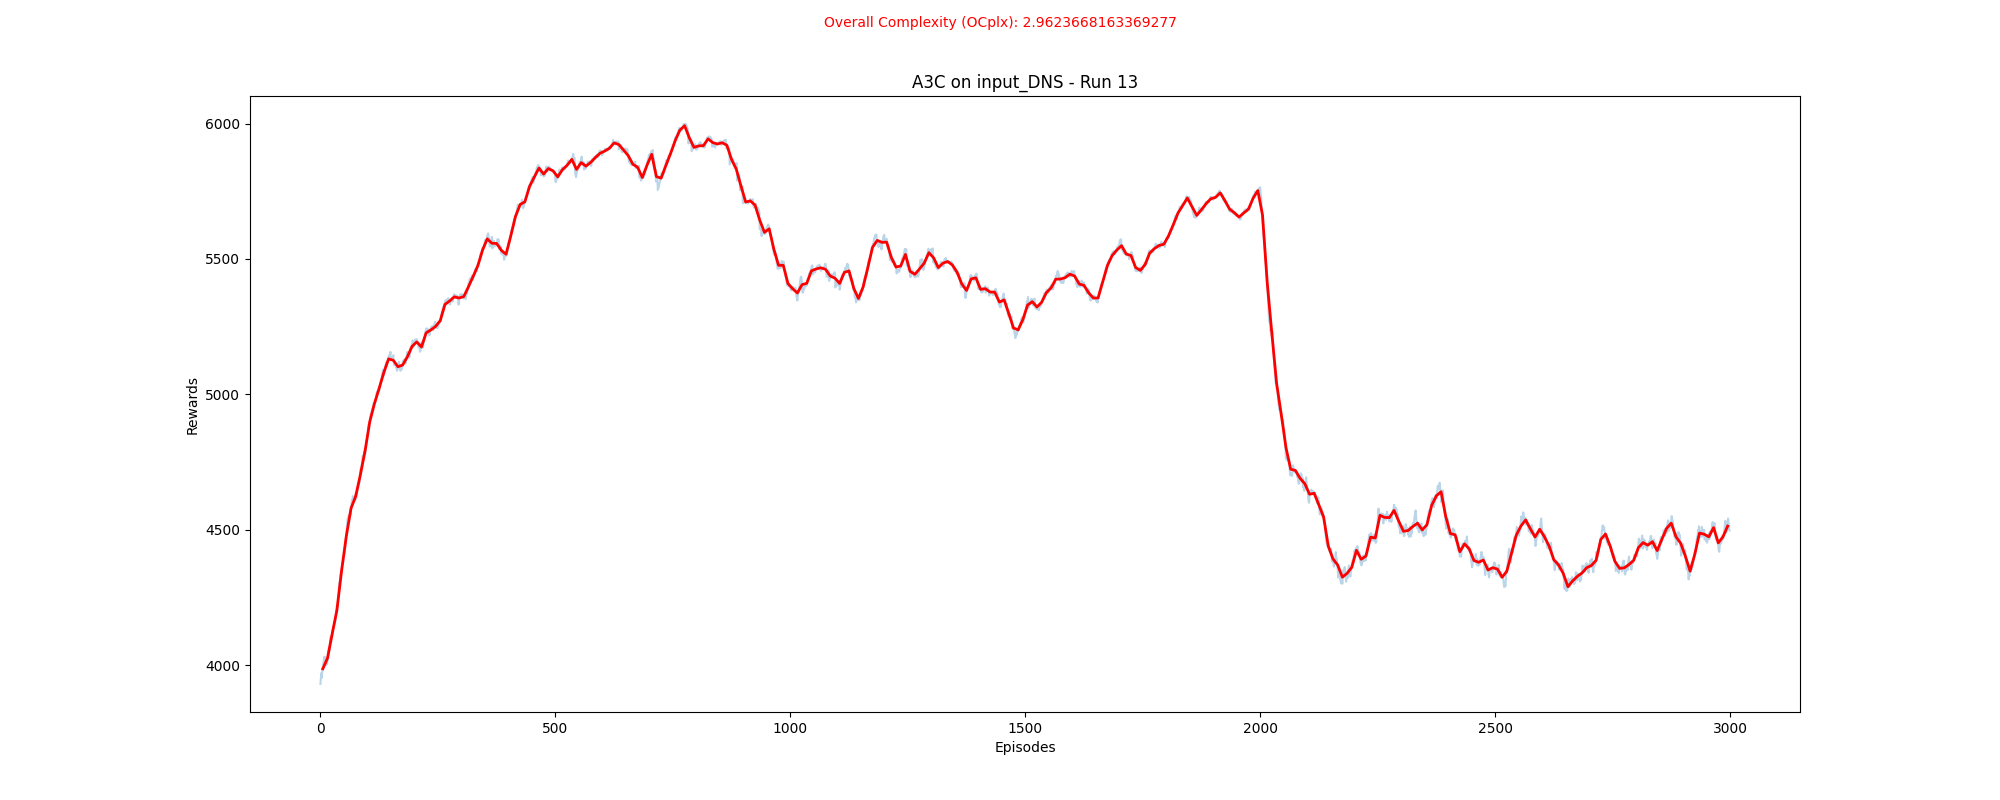 Overall Complexity (OCplx): 2.9623668163369277
A3C on input_DNS - Run 13
6000
5500
5000
4500
4000
Rewards
0 500 1000 1500 2000 2500 3000
Episodes